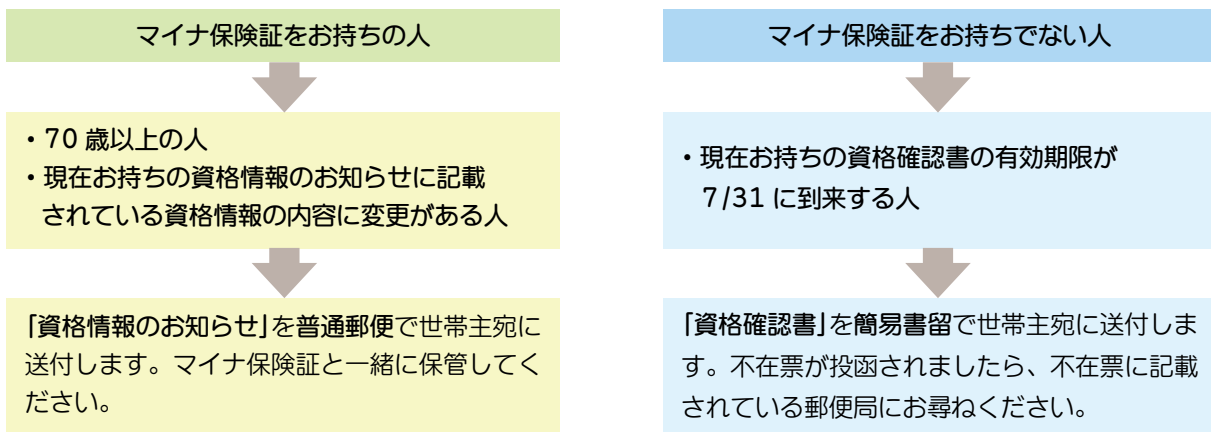 マイナ保険証をお持ちの人
・70 歳以上の人
・現在お持ちの資格情報のお知らせに記載
されている資格情報の内容に変更がある人
「資格情報のお知らせ」を普通郵便で世帯主宛に
送付します。マイナ保険証と一緒に保管してく
ださい。
マイナ保険証をお持ちでない人
・現在お持ちの資格確認書の有効期限が
7/31 に到来する人
「資格確認書」を簡易書留で世帯主宛に送付しま
す。不在票が投函されましたら、不在票に記載
されている郵便局にお尋ねください。